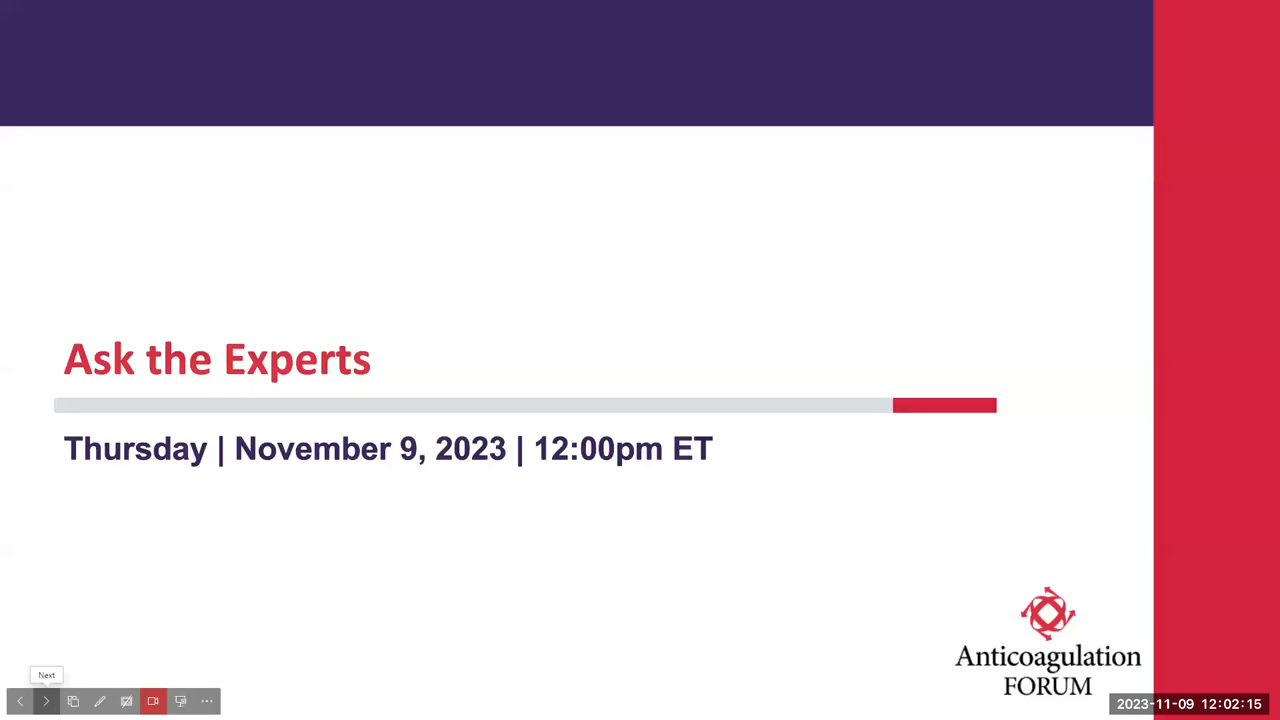 Ask the Experts
Thursday | November 9, 2023 | 12:00pm ET
Anticoagulation
FORUM
Next
2023-11-09 12:02:15